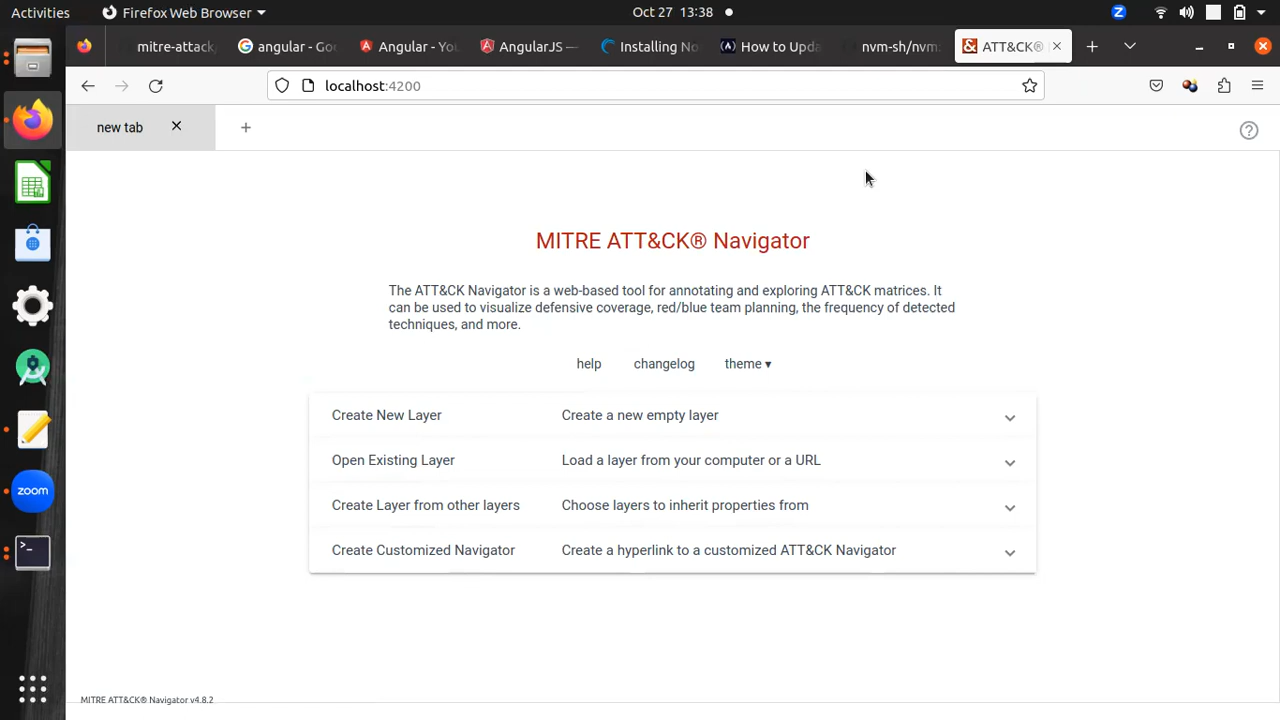 Activities
Firefox Web Browser
Oct 27 13:38
Z
mitre-attack/
angular - Goo
Angular - You
AngularJS —
Installing No
How to Upda
nvm-sh/nvm:
ATT&CK®
localhost:4200
new tab
MITRE ATT&CK® Navigator
The ATT&CK Navigator is a web-based tool for annotating and exploring ATT&CK matrices. It
can be used to visualize defensive coverage, red/blue team planning, the frequency of detected
techniques, and more.
help changelog theme ▾
Create New Layer Create a new empty layer
Open Existing Layer Load a layer from your computer or a URL
Create Layer from other layers Choose layers to inherit properties from
Create Customized Navigator Create a hyperlink to a customized ATT&CK Navigator
zoom
MITRE ATT&CK® Navigator v4.8.2